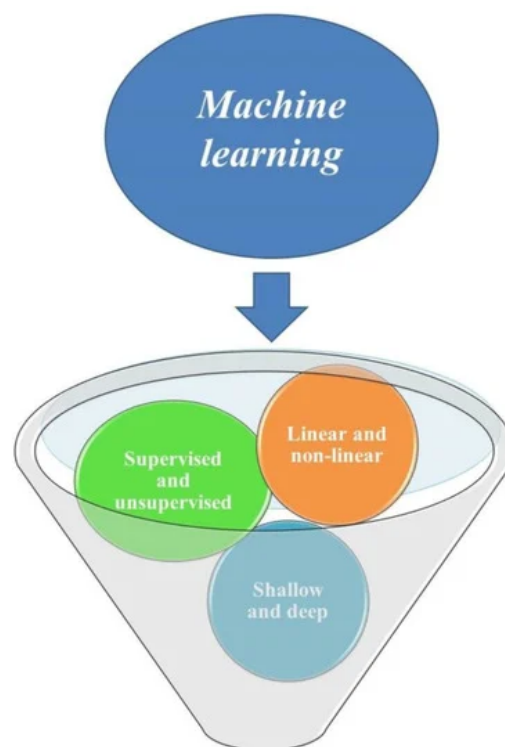 Machine
learning
Linear and
non-linear
Supervised
and
unsupervised
Shallow
and deep